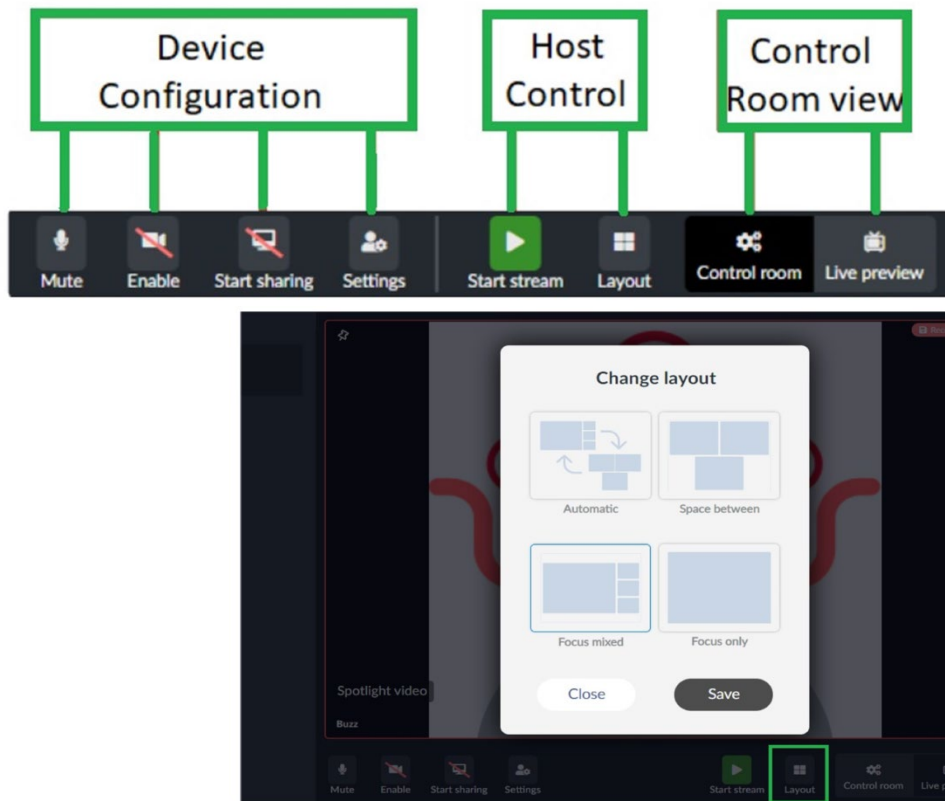 Device
Configuration
Host
Control
Control
Room view
Mute
Enable
Start sharing
Settings
Start stream
Layout
Control room
Live preview
Change layout
Automatic
Space between
Focus mixed
Focus only
Close
Save
Spotlight video
Buzz
Mute
Enable
Start sharing
Settings
Start stream
Layout
Control room
Live